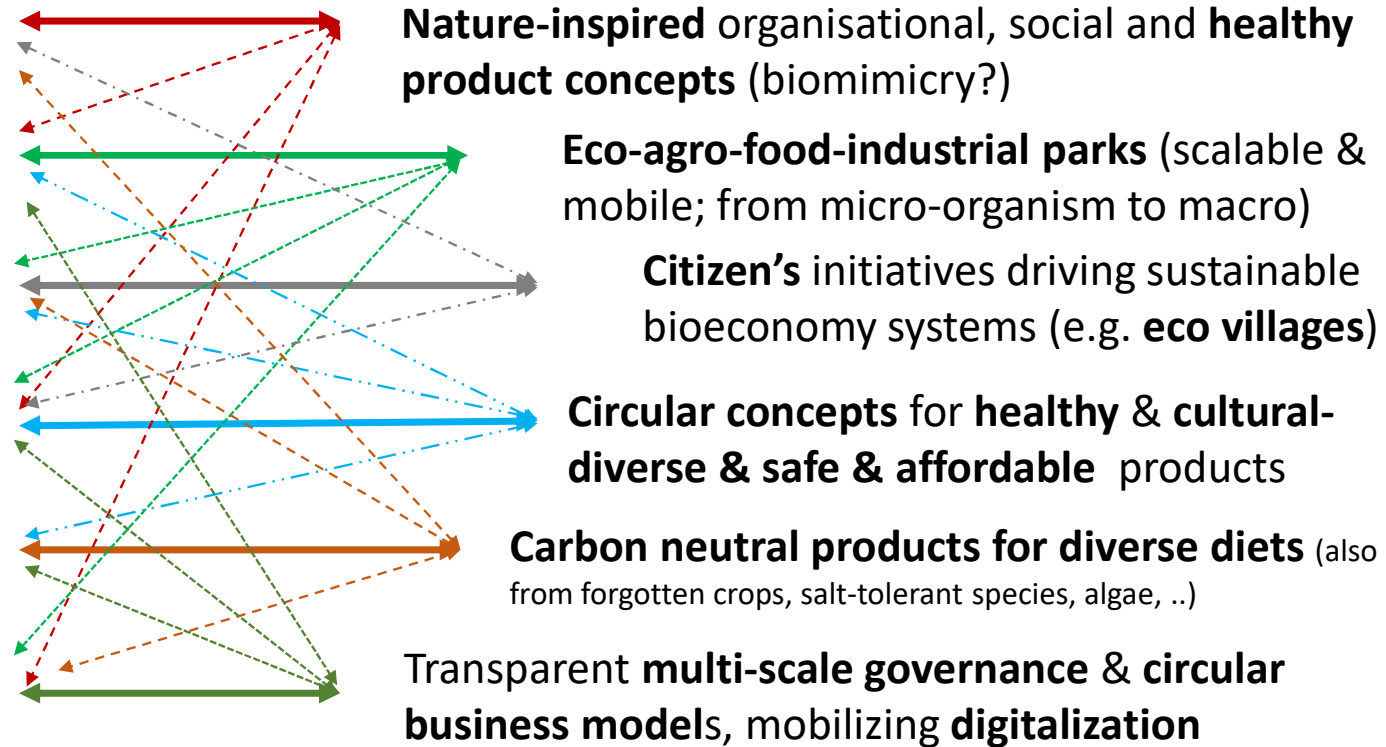 Nature-inspired organisational, social and healthy
product concepts (biomimicry?)
Eco-agro-food-industrial parks (scalable &
mobile; from micro-organism to macro)
Citizen’s initiatives driving sustainable
bioeconomy systems (e.g. eco villages)
Circular concepts for healthy & cultural-
diverse & safe & affordable products
Carbon neutral products for diverse diets (also
from forgotten crops, salt-tolerant species, algae, ..)
Transparent multi-scale governance & circular
business models, mobilizing digitalization